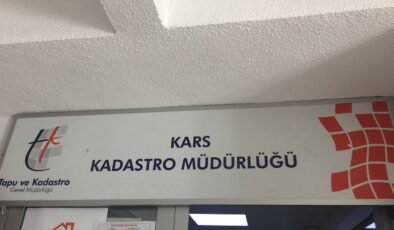 KARS
KADASTRO MÜDÜRLÜĞÜ
Tapu ve Kadastro
Genel Müdürlüğü